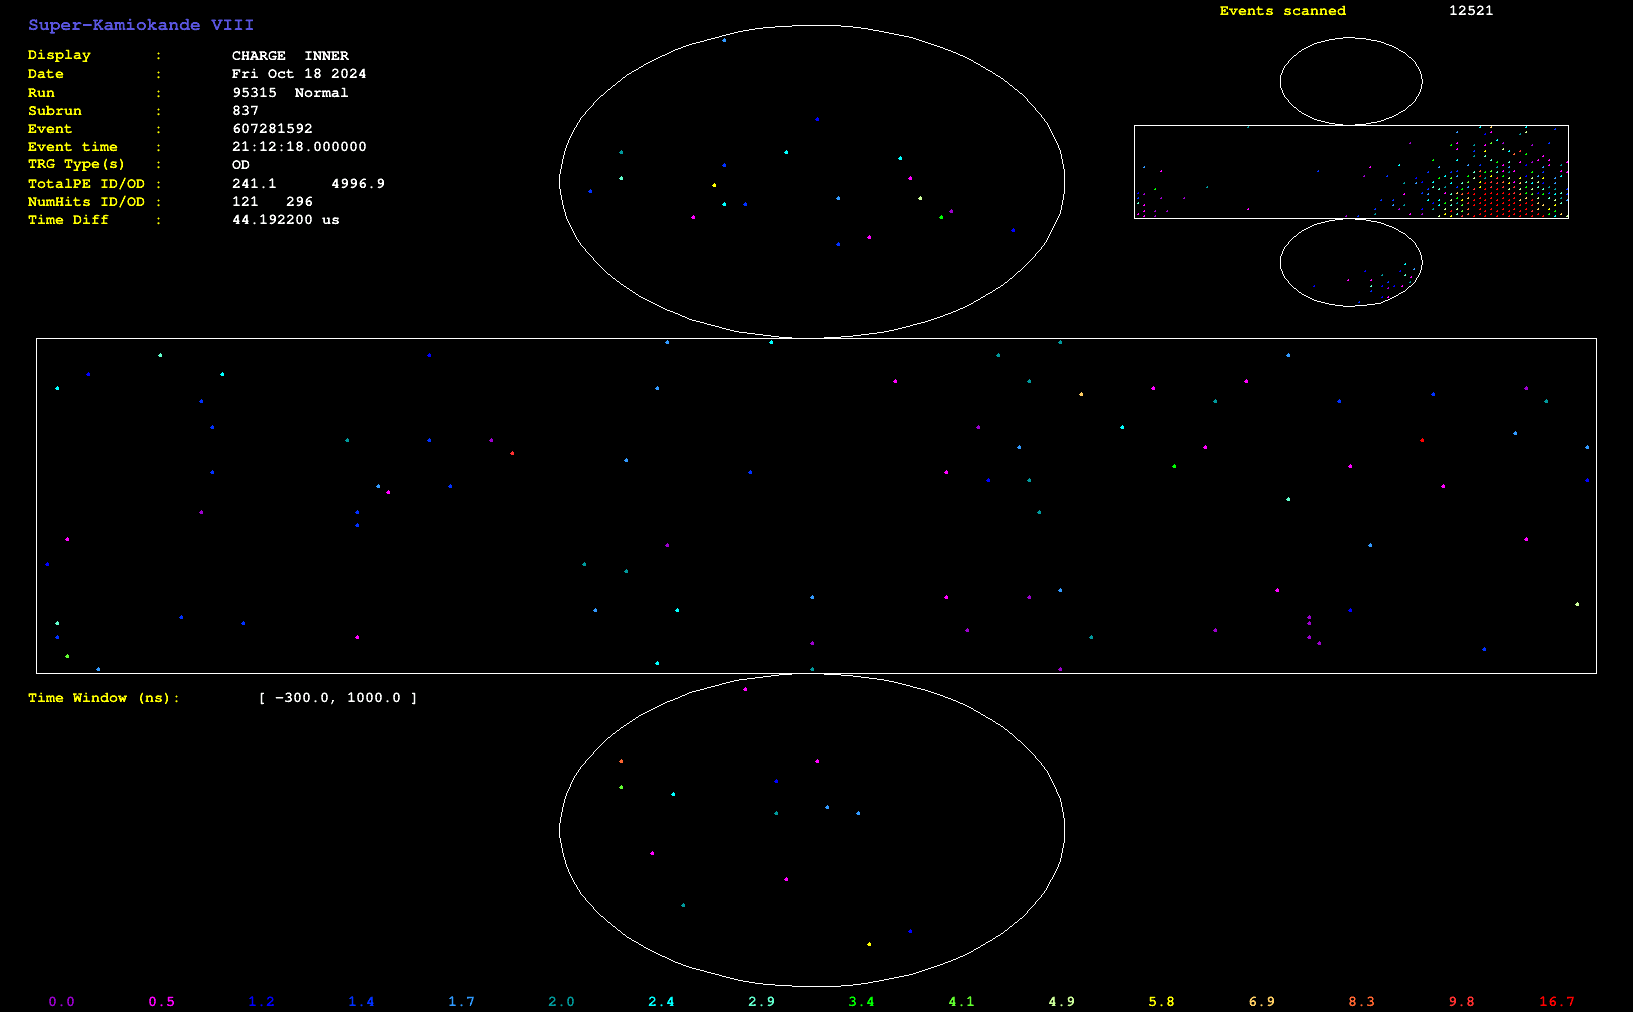 Super-Kamiokande VIII
Events scanned 12521
Display : CHARGE INNER
Date : Fri Oct 18 2024
Run : 95315 Normal
Subrun : 837
Event : 607281592
Event time : 21:12:18.000000
TRG Type(s) : OD
TotalPE ID/OD : 241.1 4996.9
NumHits ID/OD : 121 296
Time Diff : 44.192200 us
Time Window (ns): [ −300.0, 1000.0 ]
0.0 0.5 1.2 1.4 1.7 2.0 2.4 2.9 3.4 4.1 4.9 5.8 6.9 8.3 9.8 16.7